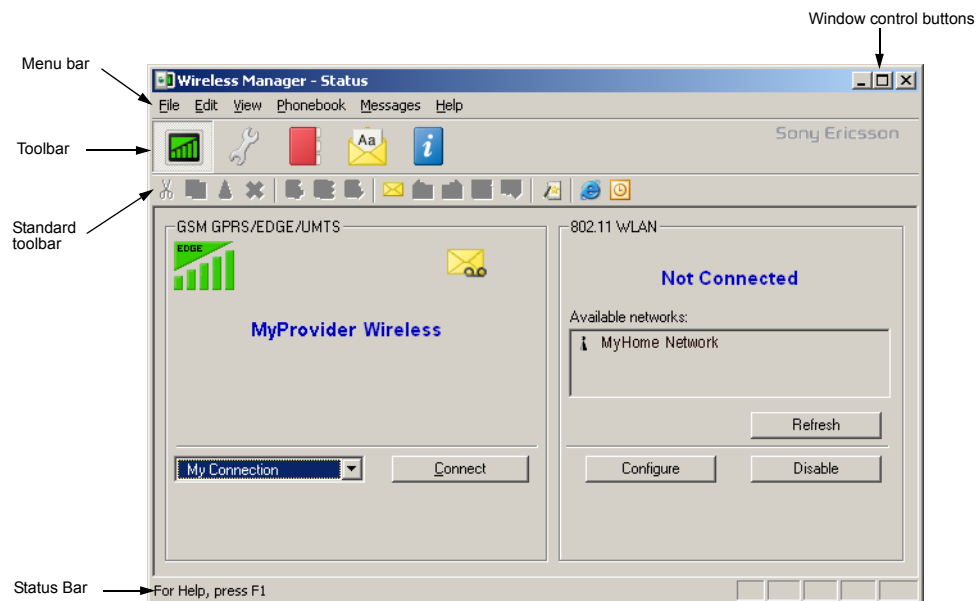 Window control buttons
Menu bar
Wireless Manager - Status
File Edit View Phonebook Messages Help
Toolbar
Aa
i
Sony Ericsson
Standard
toolbar
GSM GPRS/EDGE/UMTS
EDGE
MyProvider Wireless
My Connection
Connect
802.11 WLAN
Not Connected
Available networks:
MyHome Network
Refresh
Configure
Disable
Status Bar
For Help, press F1